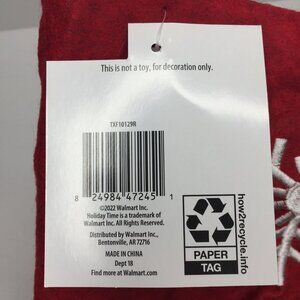 This is not a toy, for decoration only.
TXF10129R
8 24984 47245 1
©2022 Walmart Inc.
Holiday Time is a trademark of
Walmart Inc. All Rights Reserved.
Distributed by Walmart Inc.,
Bentonville, AR 72716
MADE IN CHINA
Dept 18
Find more at Walmart.com
PAPER
TAG
how2recycle.info